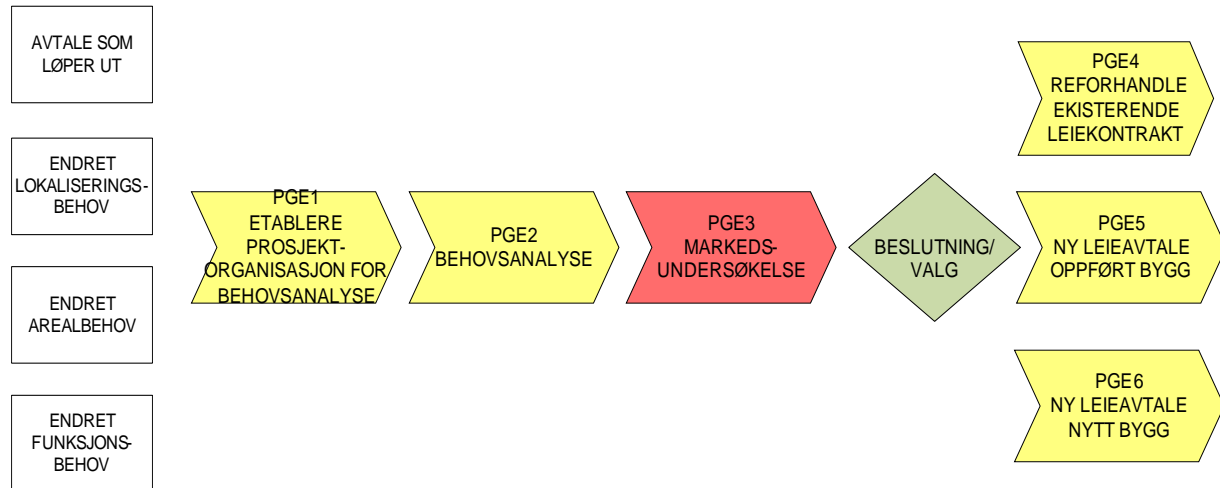 AVTALE SOM
LØPER UT
ENDRET
LOKALISERINGS-
BEHOV
ENDRET
AREALBEHOV
ENDRET
FUNKSJONS-
BEHOV
PGE1
ETABLERE
PROSJEKT-
ORGANISASJON FOR
BEHOVSANALYSE
PGE2
BEHOVSANALYSE
PGE3
MARKEDS-
UNDERSØKELSE
BESLUTNING/
VALG
PGE4
REFORHANDLE
EKISTERENDE
LEIEKONTRAKT
PGE5
NY LEIEAVTALE
OPPFØRT BYGG
PGE6
NY LEIEAVTALE
NYTT BYGG